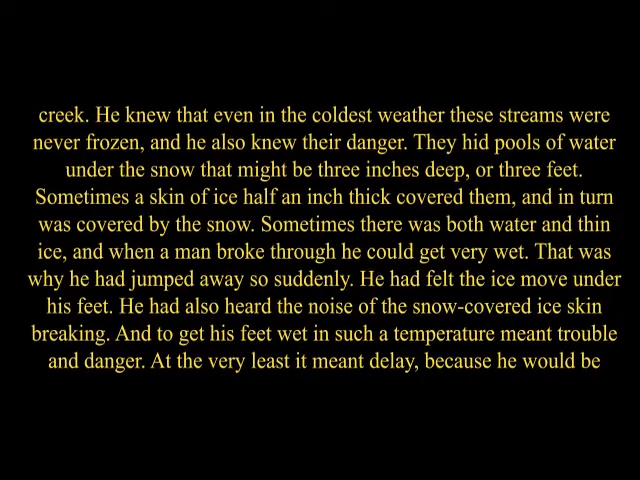 creek. He knew that even in the coldest weather these streams were
never frozen, and he also knew their danger. They hid pools of water
under the snow that might be three inches deep, or three feet.
Sometimes a skin of ice half an inch thick covered them, and in turn
was covered by the snow. Sometimes there was both water and thin
ice, and when a man broke through he could get very wet. That was
why he had jumped away so suddenly. He had felt the ice move under
his feet. He had also heard the noise of the snow-covered ice skin
breaking. And to get his feet wet in such a temperature meant trouble
and danger. At the very least it meant delay, because he would be